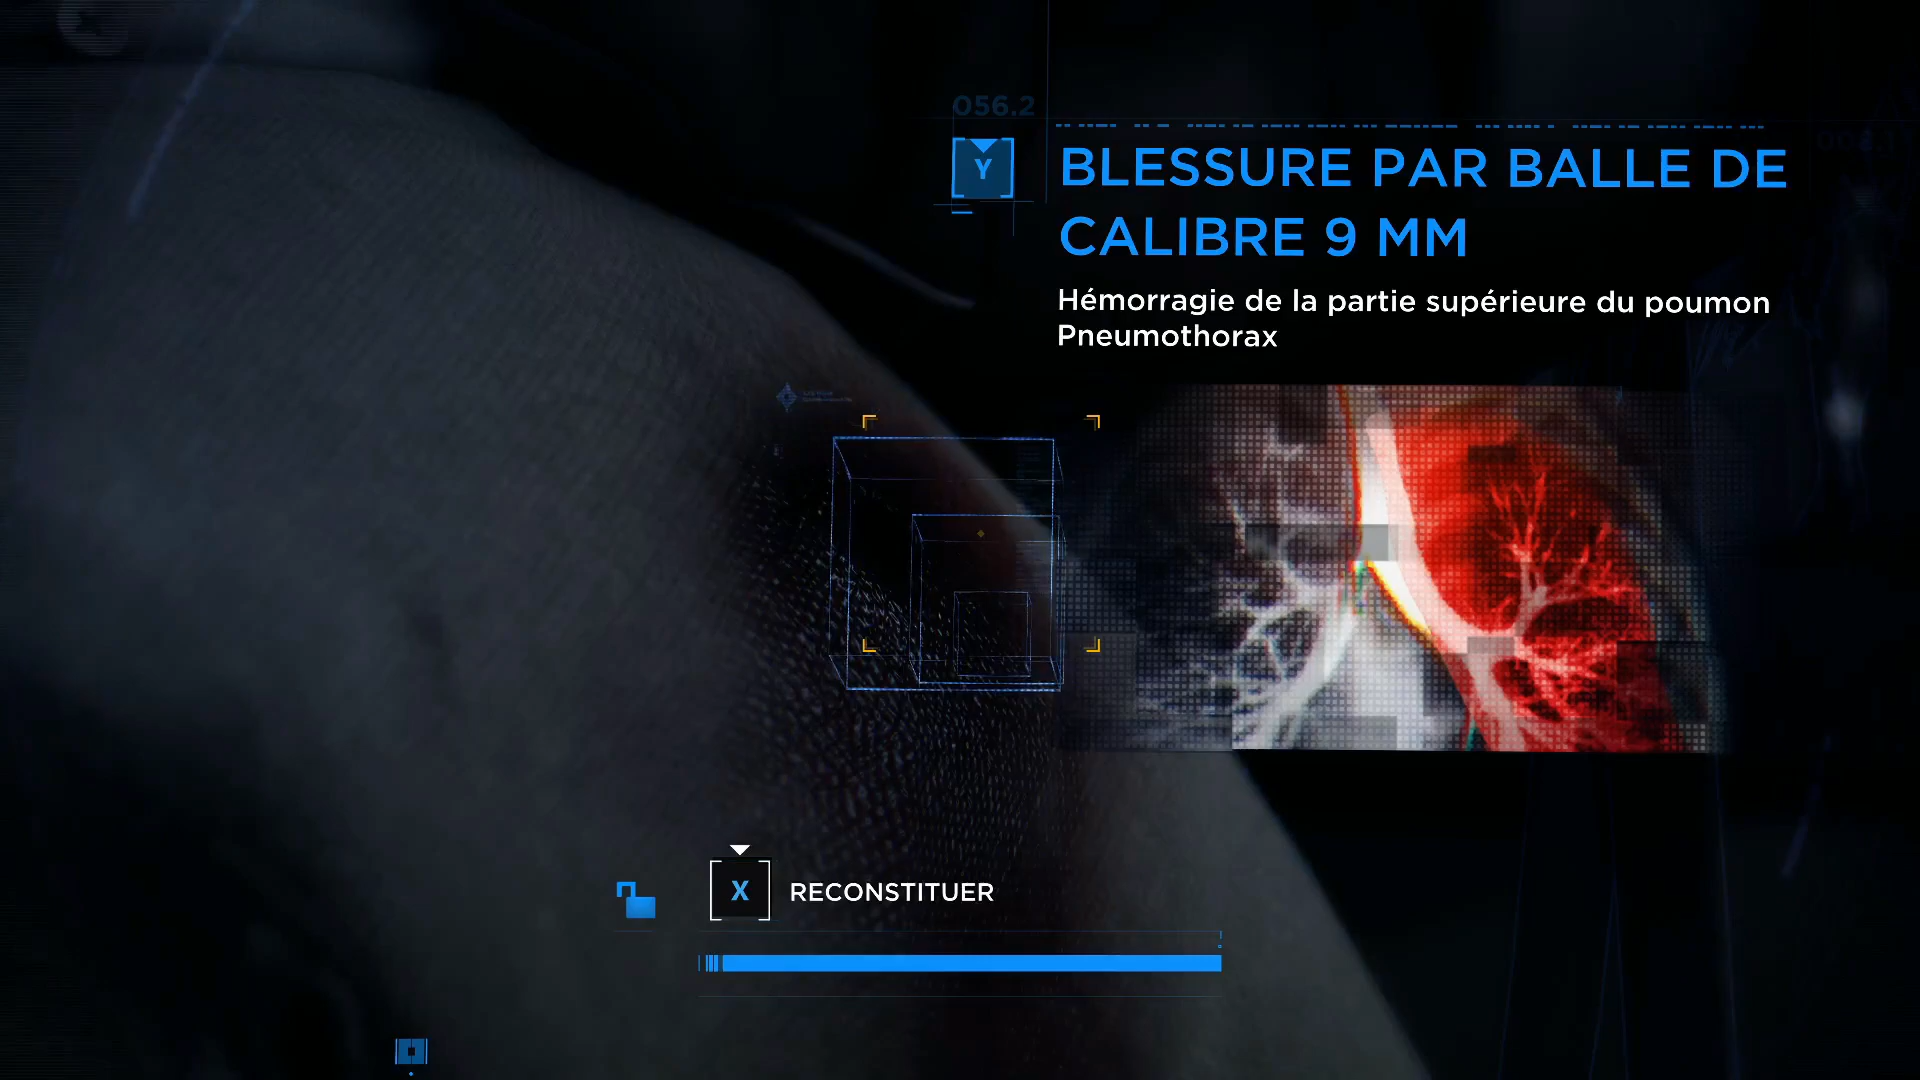 056.2
Y
BLESSURE PAR BALLE DE
CALIBRE 9 MM
Hémorragie de la partie supérieure du poumon
Pneumothorax
X RECONSTITUER